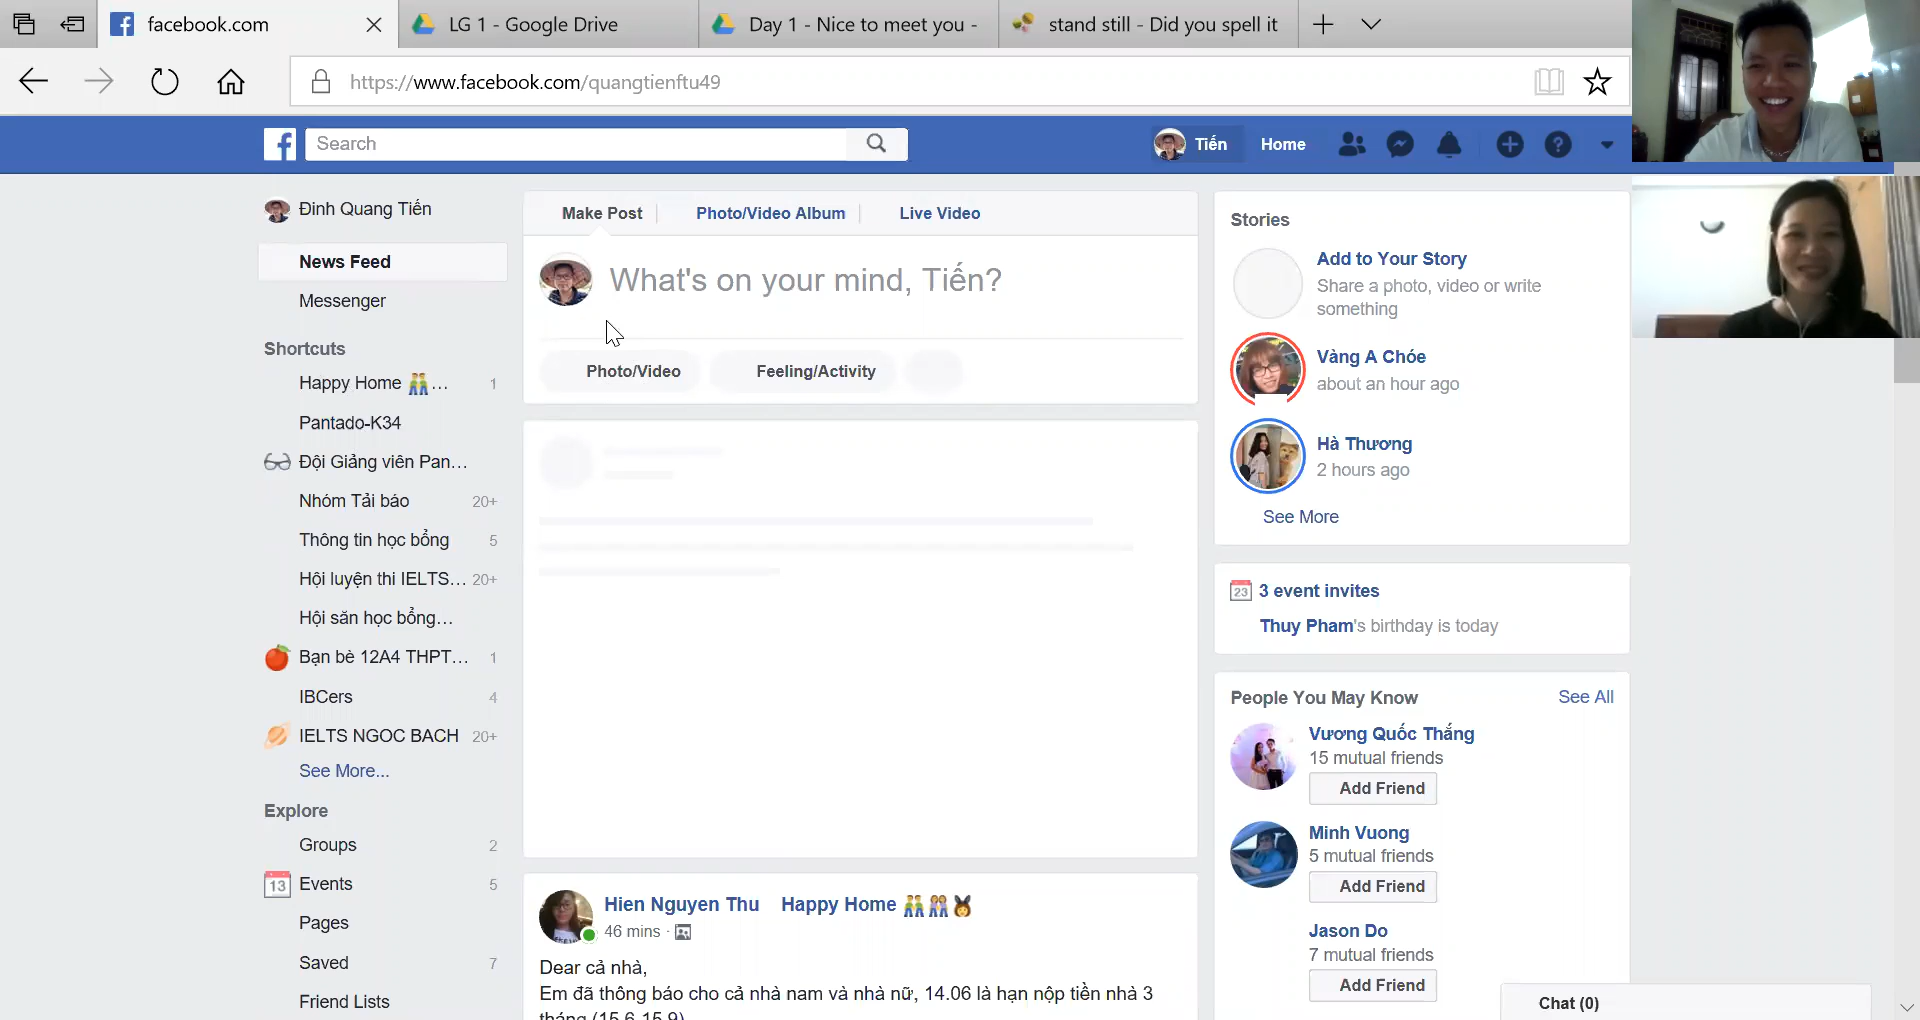 facebook.com
LG 1 - Google Drive
Day 1 - Nice to meet you -
stand still - Did you spell it
https://www.facebook.com/quangtienftu49
Search
Tiến
Home
Đinh Quang Tiến
News Feed
Messenger
Shortcuts
Happy Home 👬... 1
Pantado-K34
Đội Giảng viên Pan...
Nhóm Tải báo 20+
Thông tin học bổng 5
Hội luyện thi IELTS... 20+
Hội săn học bổng...
Bạn bè 12A4 THPT... 1
IBCers 4
IELTS NGOC BACH 20+
See More...
Explore
Groups 2
13 Events 5
Pages
Saved 7
Friend Lists
Make Post
Photo/Video Album
Live Video
What's on your mind, Tiến?
Photo/Video
Feeling/Activity
Hien Nguyen Thu Happy Home 👬👭👯
46 mins ·
Dear cả nhà,
Em đã thông báo cho cả nhà nam và nhà nữ, 14.06 là hạn nộp tiền nhà 3
tháng (15.6-15.9)
Stories
Add to Your Story
Share a photo, video or write
something
Vàng A Chóe
about an hour ago
Hà Thương
2 hours ago
See More
23 3 event invites
Thuy Pham's birthday is today
People You May Know
See All
Vương Quốc Thắng
15 mutual friends
Add Friend
Minh Vuong
5 mutual friends
Add Friend
Jason Do
7 mutual friends
Add Friend
Chat (0)